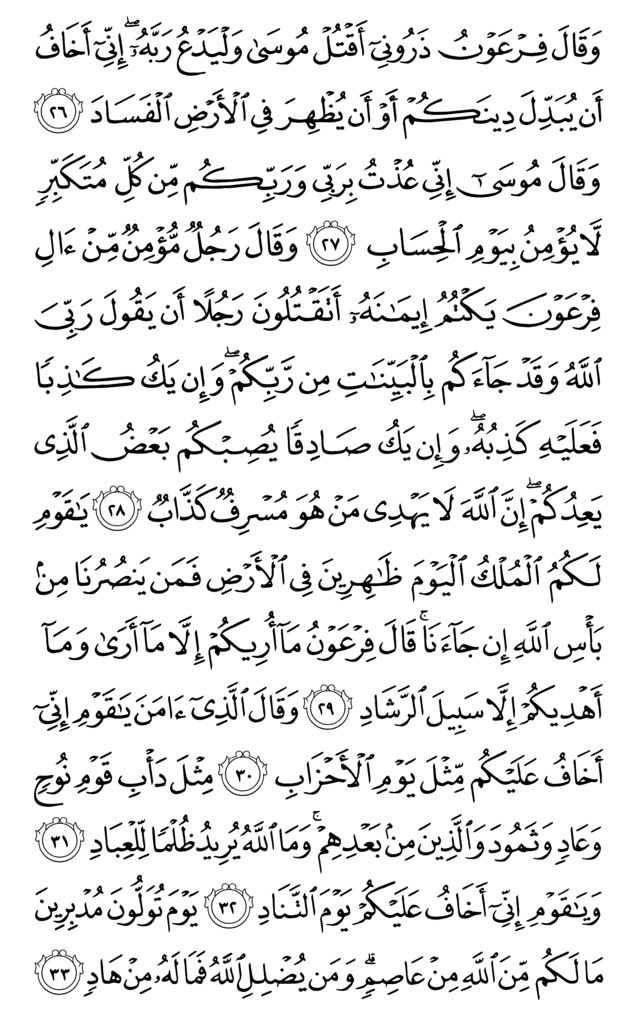 وَقَالَ فِرْعَوْنُ ذَرُونِىٓ أَقْتُلْ مُوسَىٰ وَلْيَدْعُ رَبَّهُۥٓ ۖ إِنِّىٓ أَخَافُ
أَن يُبَدِّلَ دِينَكُمْ أَوْ أَن يُظْهِرَ فِى ٱلْأَرْضِ ٱلْفَسَادَ ٢٦
وَقَالَ مُوسَىٰٓ إِنِّى عُذْتُ بِرَبِّى وَرَبِّكُم مِّن كُلِّ مُتَكَبِّرٍ
لَّا يُؤْمِنُ بِيَوْمِ ٱلْحِسَابِ ٢٧ وَقَالَ رَجُلٌ مُّؤْمِنٌ مِّنْ ءَالِ
فِرْعَوْنَ يَكْتُمُ إِيمَـٰنَهُۥٓ أَتَقْتُلُونَ رَجُلًا أَن يَقُولَ رَبِّىَ
ٱللَّهُ وَقَدْ جَآءَكُم بِٱلْبَيِّنَـٰتِ مِن رَّبِّكُمْ ۖ وَإِن يَكُ كَـٰذِبًا
فَعَلَيْهِ كَذِبُهُۥ ۖ وَإِن يَكُ صَادِقًا يُصِبْكُم بَعْضُ ٱلَّذِى
يَعِدُكُمْ ۖ إِنَّ ٱللَّهَ لَا يَهْدِى مَنْ هُوَ مُسْرِفٌ كَذَّابٌ ٢٨ يَـٰقَوْمِ
لَكُمُ ٱلْمُلْكُ ٱلْيَوْمَ ظَـٰهِرِينَ فِى ٱلْأَرْضِ فَمَن يَنصُرُنَا مِنۢ
بَأْسِ ٱللَّهِ إِن جَآءَنَا ۚ قَالَ فِرْعَوْنُ مَآ أُرِيكُمْ إِلَّا مَآ أَرَىٰ وَمَآ
أَهْدِيكُمْ إِلَّا سَبِيلَ ٱلرَّشَادِ ٢٩ وَقَالَ ٱلَّذِىٓ ءَامَنَ يَـٰقَوْمِ إِنِّىٓ
أَخَافُ عَلَيْكُم مِّثْلَ يَوْمِ ٱلْأَحْزَابِ ٣٠ مِثْلَ دَأْبِ قَوْمِ نُوحٍ
وَعَادٍ وَثَمُودَ وَٱلَّذِينَ مِنۢ بَعْدِهِمْ ۚ وَمَا ٱللَّهُ يُرِيدُ ظُلْمًا لِّلْعِبَادِ ٣١
وَيَـٰقَوْمِ إِنِّىٓ أَخَافُ عَلَيْكُمْ يَوْمَ ٱلتَّنَادِ ٣٢ يَوْمَ تُوَلُّونَ مُدْبِرِينَ
مَا لَكُم مِّنَ ٱللَّهِ مِنْ عَاصِمٍ ۗ وَمَن يُضْلِلِ ٱللَّهُ فَمَا لَهُۥ مِنْ هَادٍ ٣٣